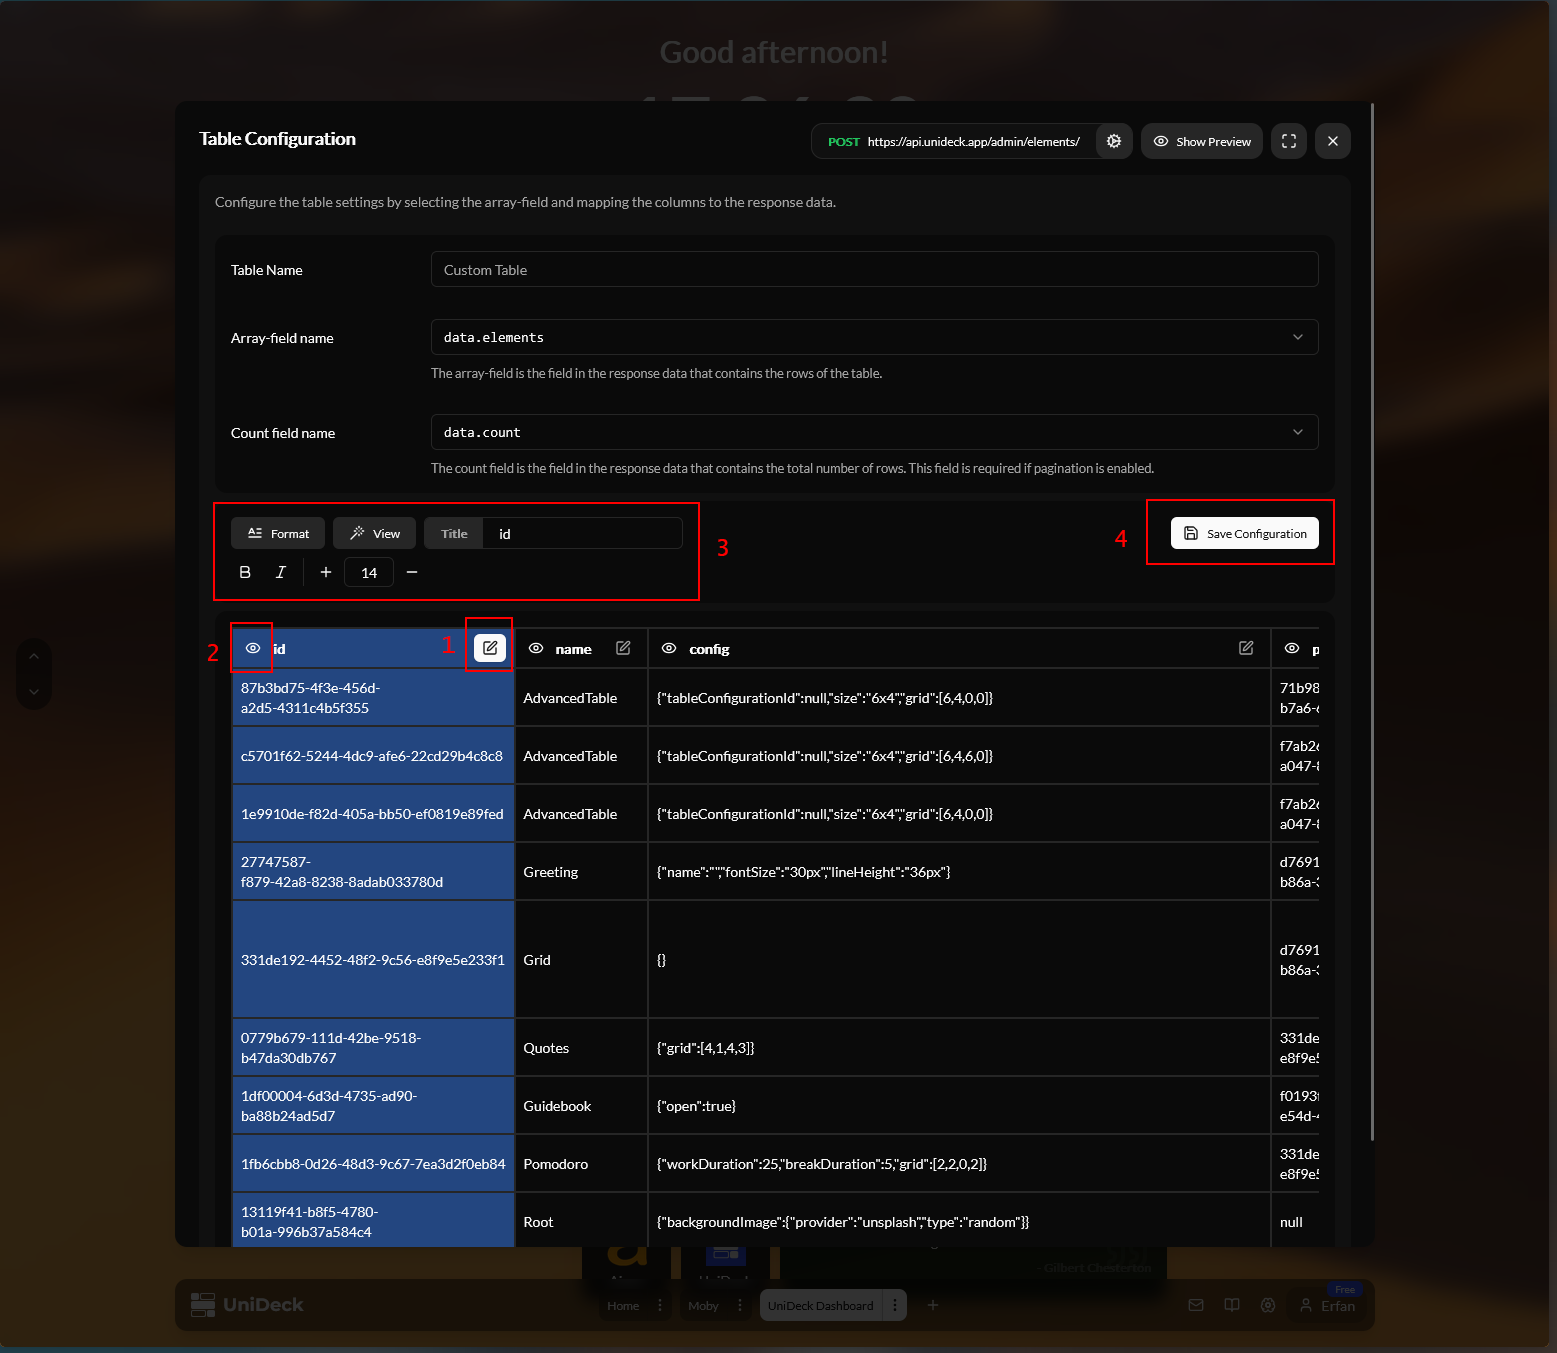 Good afternoon!
Table Configuration
POST https://api.unideck.app/admin/elements/
Show Preview
Configure the table settings by selecting the array-field and mapping the columns to the response data.
Table Name
Custom Table
Array-field name
data.elements
The array-field is the field in the response data that contains the rows of the table.
Count field name
data.count
The count field is the field in the response data that contains the total number of rows. This field is required if pagination is enabled.
Format View Title id
3
4
Save Configuration
B I + 14 −
2
id
1
name
config
87b3bd75-4f3e-456d-
a2d5-4311c4b5f355
AdvancedTable
{"tableConfigurationId":null,"size":"6x4","grid":[6,4,0,0]}
71b98
c5701f62-5244-4dc9-afe6-22cd29b4c8c8
AdvancedTable
{"tableConfigurationId":null,"size":"6x4","grid":[6,4,6,0]}
a047-8
1e9910de-f82d-405a-bb50-ef0819e89fed
AdvancedTable
{"tableConfigurationId":null,"size":"6x4","grid":[6,4,0,0]}
a047-8
27747587-
f879-42a8-8238-8adab033780d
Greeting
{"name":"","fontSize":"30px","lineHeight":"36px"}
d7691
331de192-4452-48f2-9c56-e8f9e5e233f1
Grid
{}
d7691
0779b679-111d-42be-9518-
b47da30db767
Quotes
{"grid":[4,1,4,3]}
331de
e8f9e5
1df00004-6d3d-4735-ad90-
ba88b24ad5d7
Guidebook
{"open":true}
1fb6cbb8-0d26-48d3-9c67-7ea3d2f0eb84
Pomodoro
{"workDuration":25,"breakDuration":5,"grid":[2,2,0,2]}
331de
e8f9e5
13119f41-b8f5-4780-
b01a-996b37a584c4
Root
{"backgroundImage":{"provider":"unsplash","type":"random"}}
null
- Gilbert Chesterton
UniDeck
Home
Moby
UniDeck Dashboard
+
Free
Erfan